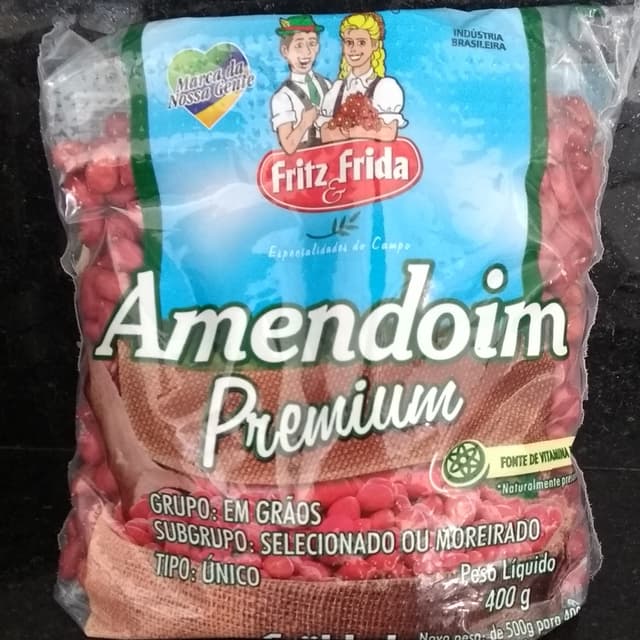 INDÚSTRIA
BRASILEIRA
Marca da
Nossa Gente
Fritz & Frida
Especialidades do Campo
Amendoim
Premium
FONTE DE VITAMINA
*Naturalmente
GRUPO: EM GRÃOS
SUBGRUPO: SELECIONADO OU MOREIRADO
TIPO: ÚNICO
Peso Líquido
400 g
Novo peso: de 500g para 400